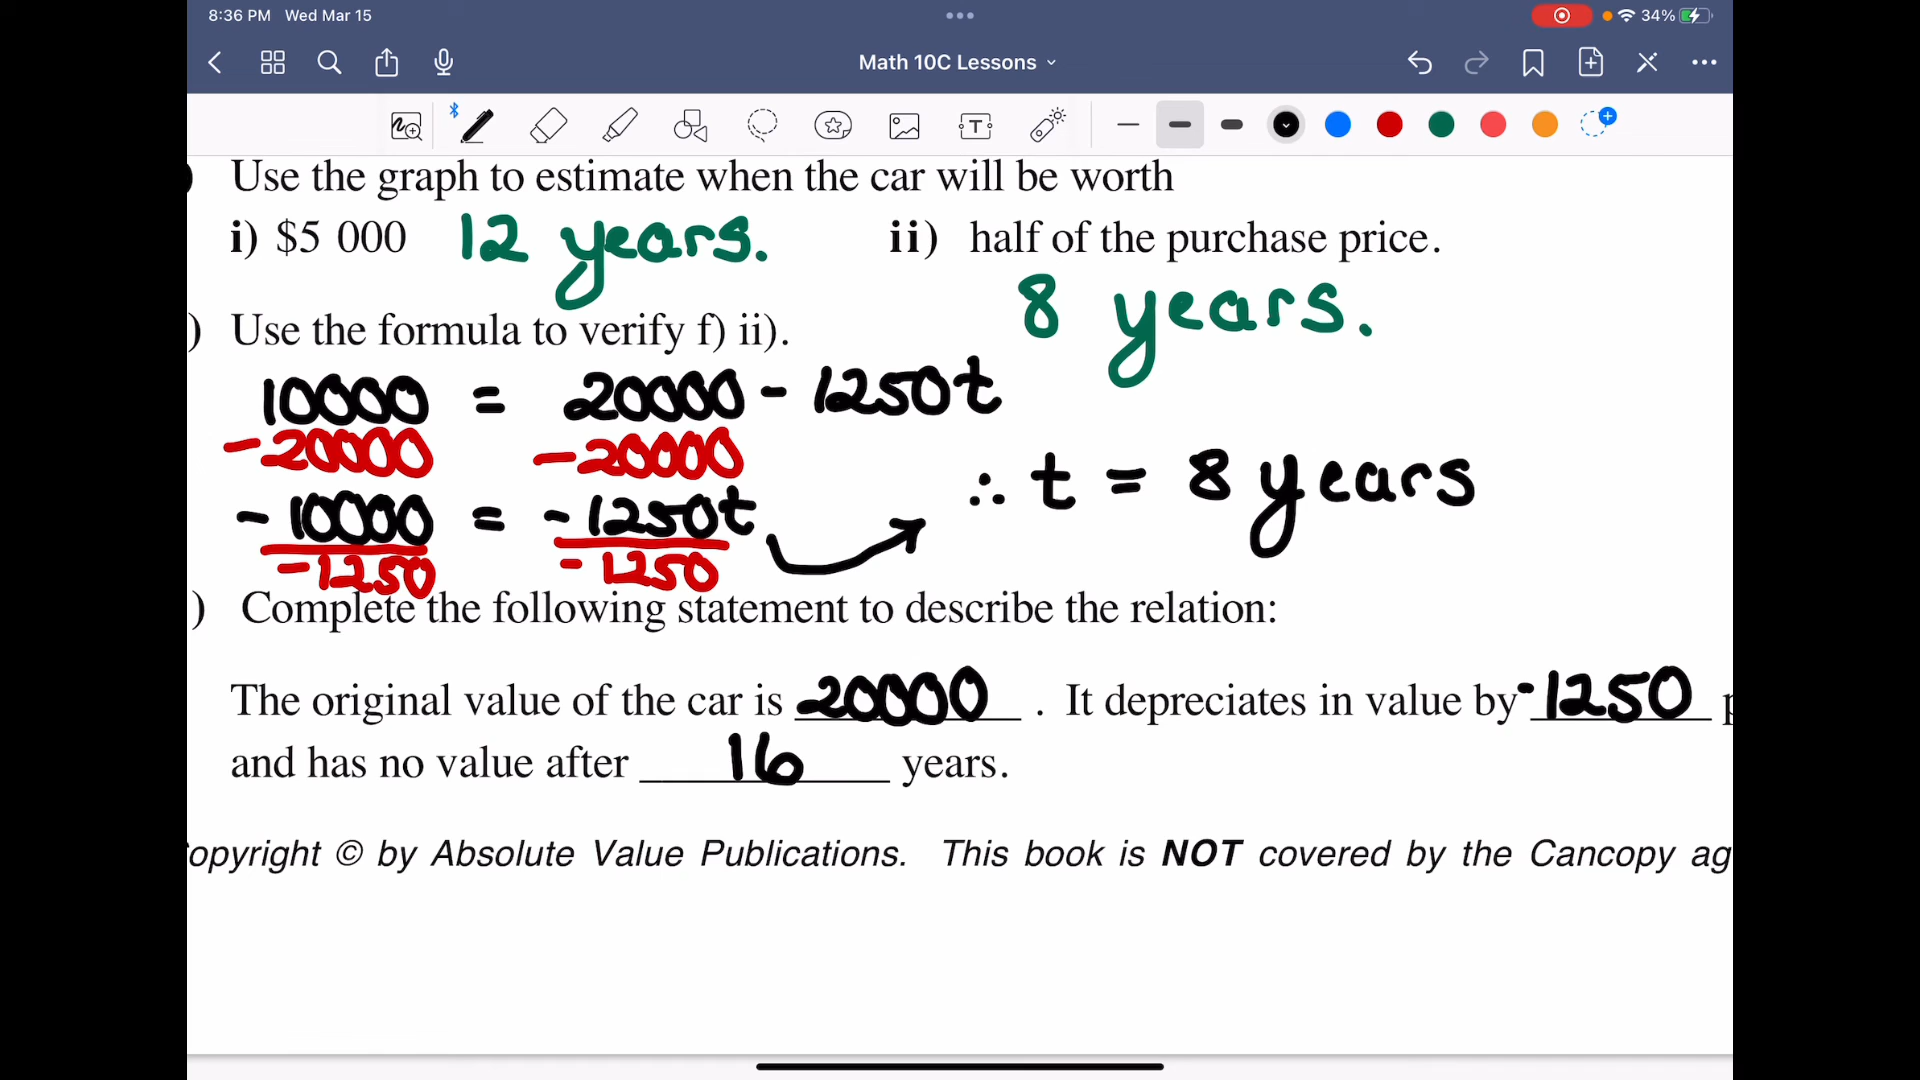 8:36 PM Wed Mar 15
34%
Math 10C Lessons
T
Use the graph to estimate when the car will be worth
i) $5 000 12 years. ii) half of the purchase price.
8 years.
) Use the formula to verify f) ii).
10000 = 20000 - 1250t
-20000 -20000
∴ t = 8 years
-10000 = -1250t
-1250 -1250
) Complete the following statement to describe the relation:
The original value of the car is 20000 . It depreciates in value by -1250
and has no value after 16 years.
opyright © by Absolute Value Publications. This book is NOT covered by the Cancopy ag